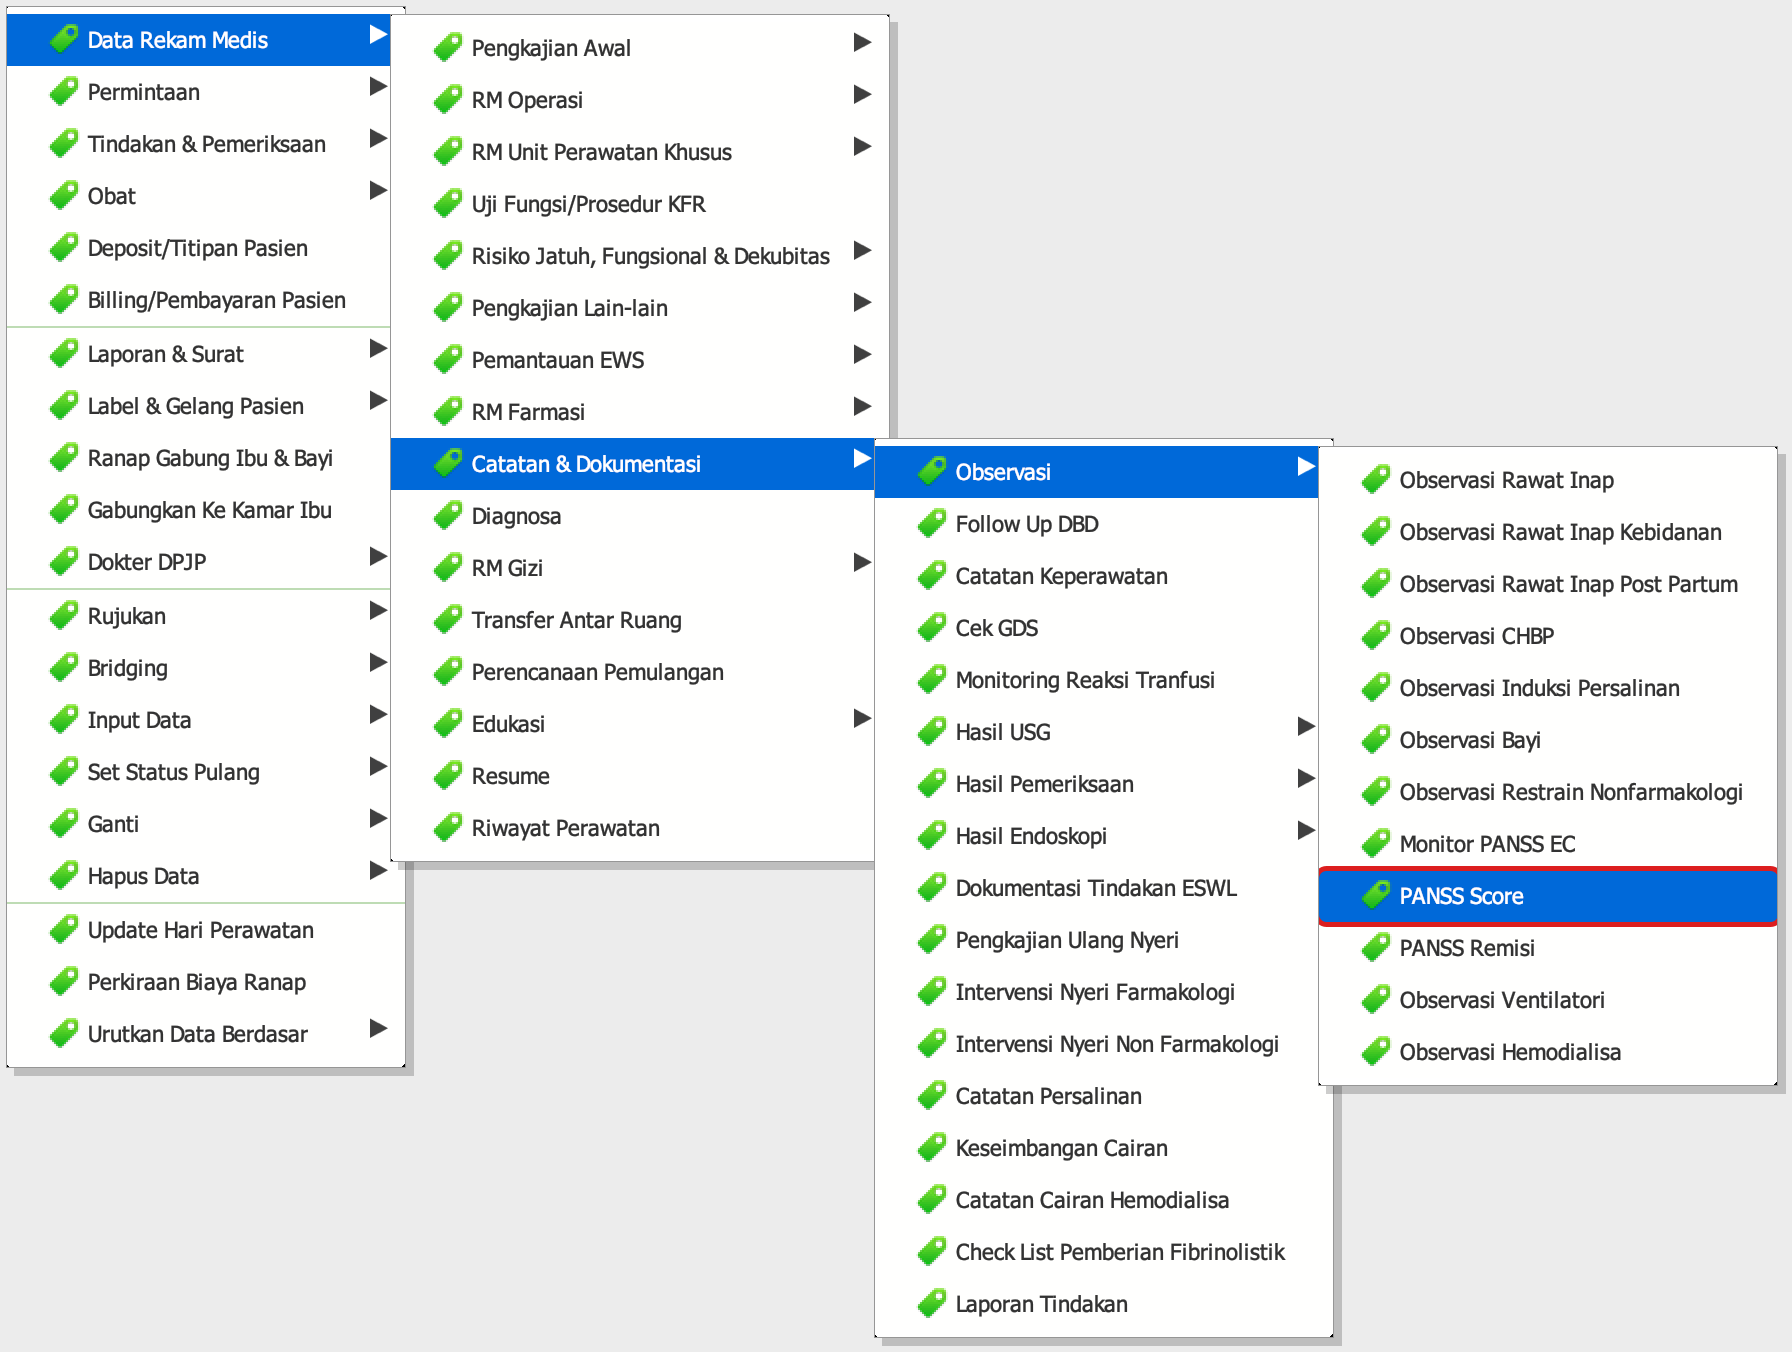 Data Rekam Medis
Permintaan
Tindakan & Pemeriksaan
Obat
Deposit/Titipan Pasien
Billing/Pembayaran Pasien
Laporan & Surat
Label & Gelang Pasien
Ranap Gabung Ibu & Bayi
Gabungkan Ke Kamar Ibu
Dokter DPJP
Rujukan
Bridging
Input Data
Set Status Pulang
Ganti
Hapus Data
Update Hari Perawatan
Perkiraan Biaya Ranap
Urutkan Data Berdasar
Pengkajian Awal
RM Operasi
RM Unit Perawatan Khusus
Uji Fungsi/Prosedur KFR
Risiko Jatuh, Fungsional & Dekubitas
Pengkajian Lain-lain
Pemantauan EWS
RM Farmasi
Catatan & Dokumentasi
Diagnosa
RM Gizi
Transfer Antar Ruang
Perencanaan Pemulangan
Edukasi
Resume
Riwayat Perawatan
Observasi
Follow Up DBD
Catatan Keperawatan
Cek GDS
Monitoring Reaksi Tranfusi
Hasil USG
Hasil Pemeriksaan
Hasil Endoskopi
Dokumentasi Tindakan ESWL
Pengkajian Ulang Nyeri
Intervensi Nyeri Farmakologi
Intervensi Nyeri Non Farmakologi
Catatan Persalinan
Keseimbangan Cairan
Catatan Cairan Hemodialisa
Check List Pemberian Fibrinolistik
Laporan Tindakan
Observasi Rawat Inap
Observasi Rawat Inap Kebidanan
Observasi Rawat Inap Post Partum
Observasi CHBP
Observasi Induksi Persalinan
Observasi Bayi
Observasi Restrain Nonfarmakologi
Monitor PANSS EC
PANSS Score
PANSS Remisi
Observasi Ventilatori
Observasi Hemodialisa